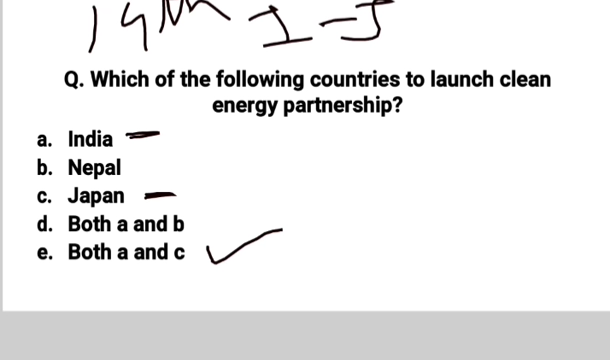 Q. Which of the following countries to launch clean
energy partnership?
a. India
b. Nepal
c. Japan
d. Both a and b
e. Both a and c